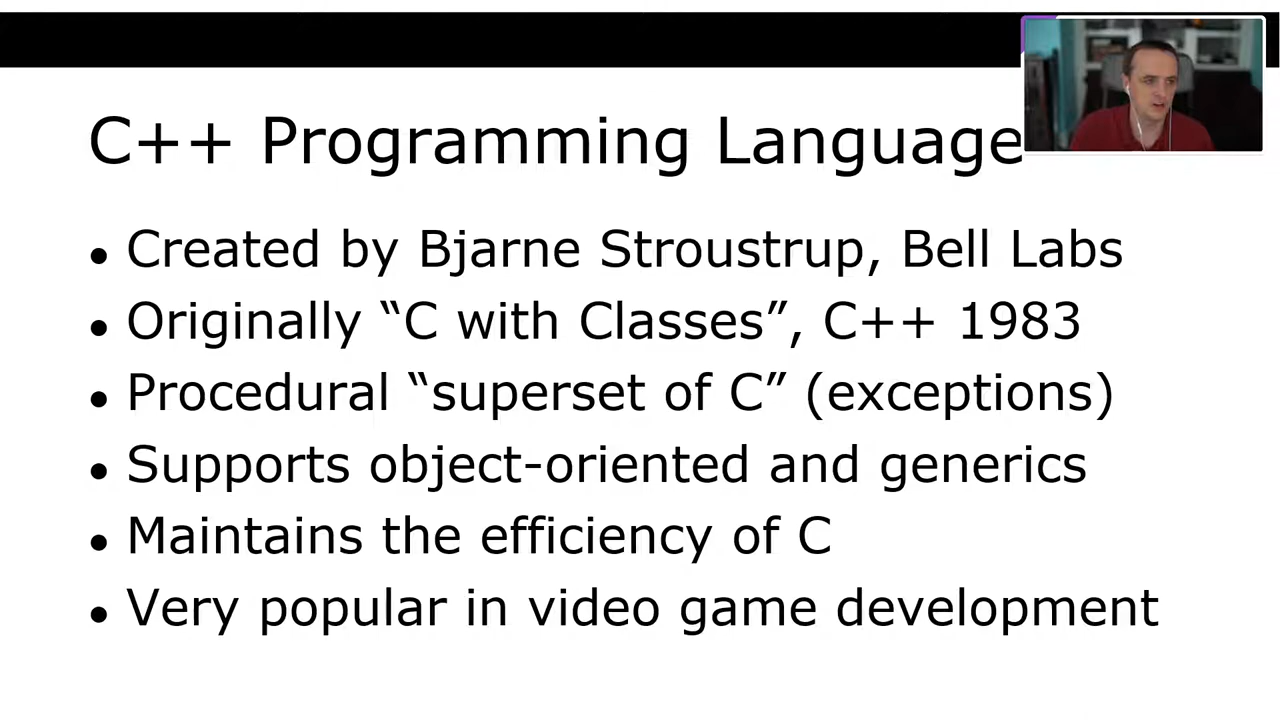 C++ Programming Language
• Created by Bjarne Stroustrup, Bell Labs
• Originally “C with Classes”, C++ 1983
• Procedural “superset of C” (exceptions)
• Supports object-oriented and generics
• Maintains the efficiency of C
• Very popular in video game development